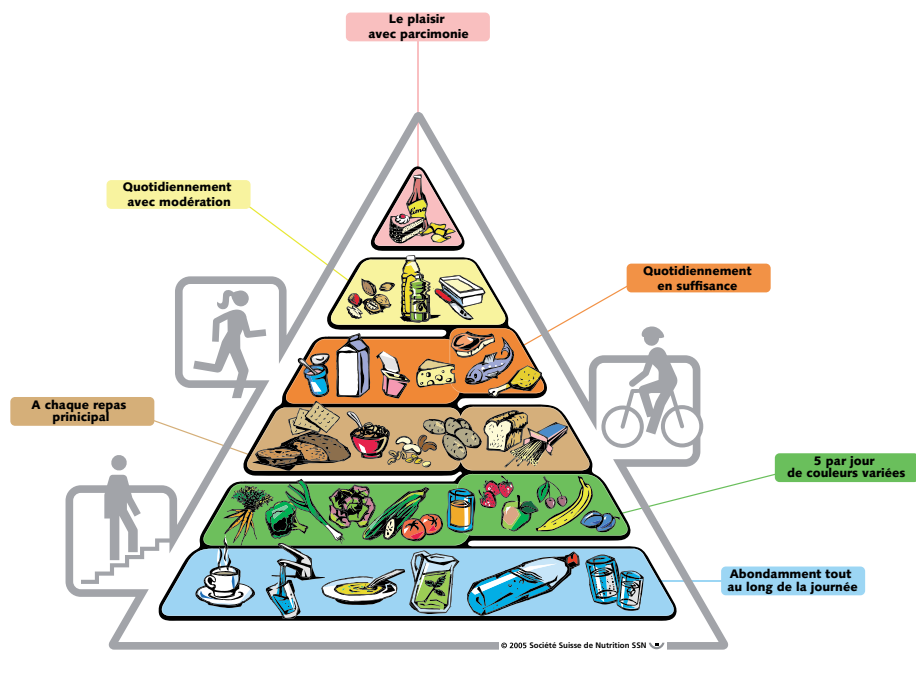 Le plaisir
avec parcimonie
Quotidiennement
avec modération
lima
Quotidiennement
en suffisance
A chaque repas
prinicipal
5 par jour
de couleurs variées
Abondamment tout
au long de la journée
© 2005 Société Suisse de Nutrition SSN